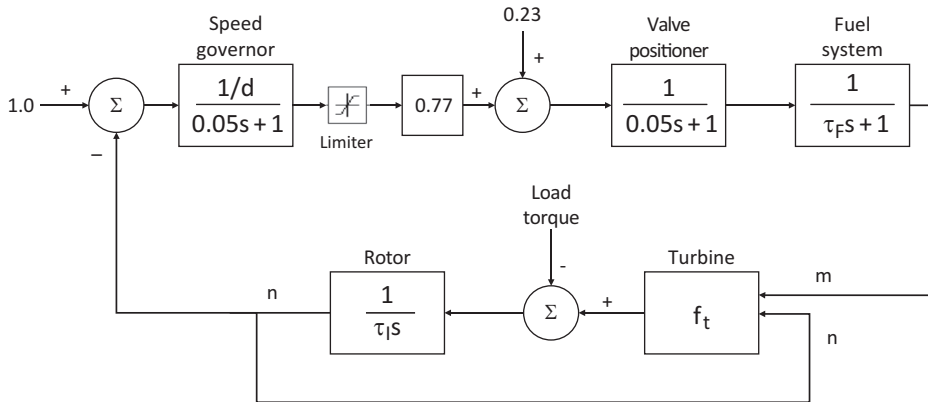 Speed
governor
0.23
Valve
positioner
Fuel
system
1.0
+
Σ
–
1/d
0.05s + 1
Limiter
0.77
+
+
Σ
1
0.05s + 1
1
τFs + 1
Load
torque
Rotor
Turbine
n
1
τIs
-
Σ
+
ft
m
n